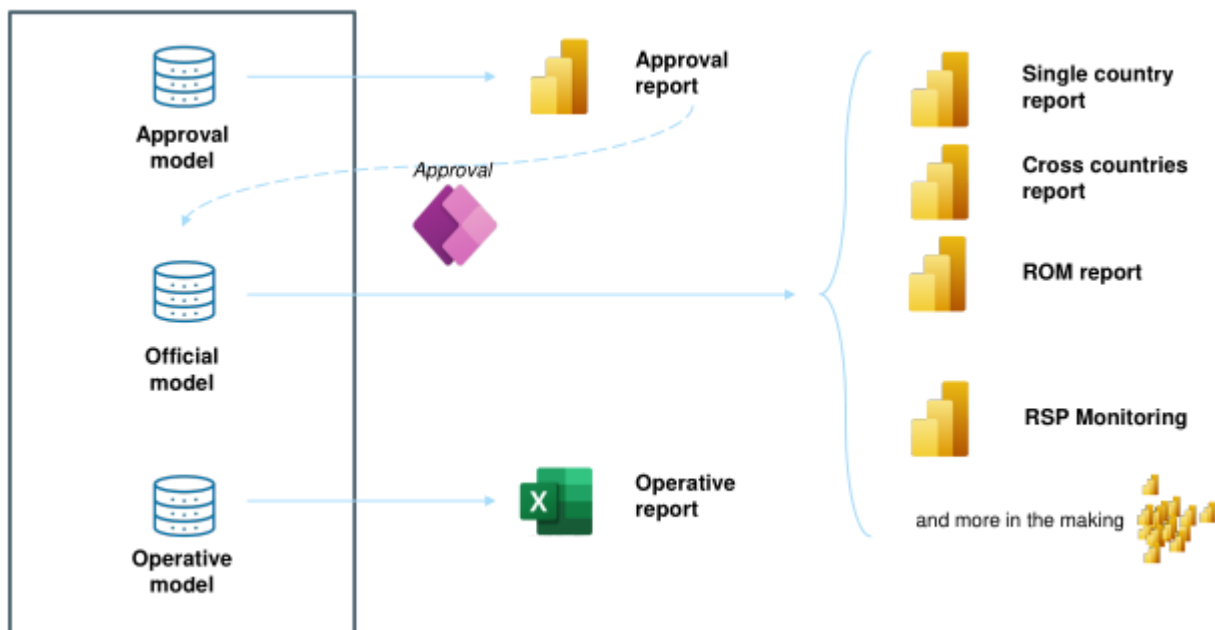 Approval
model
Approval
report
Approval
Official
model
Operative
model
Operative
report
X
Single country
report
Cross countries
report
ROM report
RSP Monitoring
and more in the making